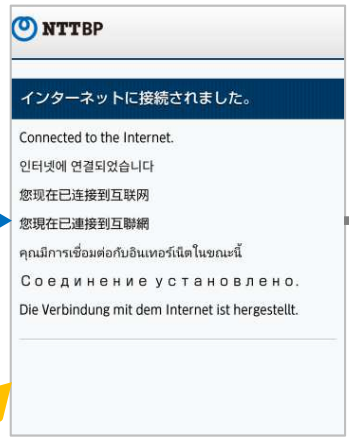 NTTBP
インターネットに接続されました。
Connected to the Internet.
인터넷에 연결되었습니다
您现在已连接到互联网
您現在已連接到互聯網
คุณมีการเชื่อมต่อกับอินเทอร์เน็ตในขณะนี้
Соединение установлено.
Die Verbindung mit dem Internet ist hergestellt.